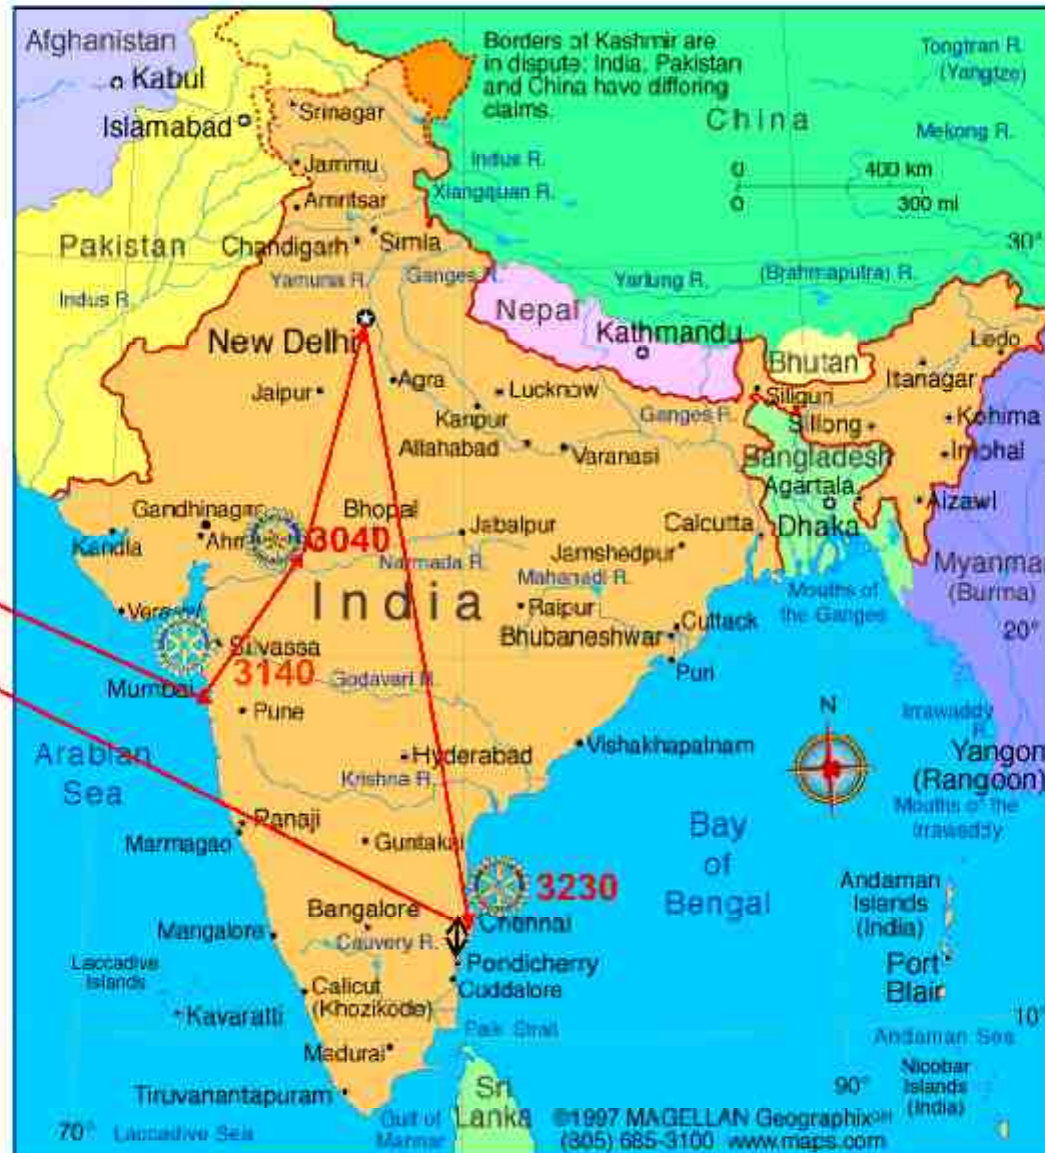 Afghanistan
Kabul
Islamabad
Borders of Kashmir are
in dispute; India, Pakistan
and China have differing
claims.
Tongtran R.
(Yangtze)
China
Mekong R.
Srinagar
Jammu
Indus R.
Xiangquan R.
0 400 km
0 300 mi
Amritsar
Pakistan
Chandigarh
Simla
30°
Yamuna R.
Ganges R.
Yarlung R.
(Brahmaputra) R.
Indus R.
Nepal
Kathmandu
New Delhi
Bhutan
Ledo
Itanagar
Jaipur
Agra
Lucknow
Siliguri
Kanpur
Ganges R.
Sillong
Kohima
Allahabad
Varanasi
Bangladesh
Imphal
Agartala
Aizawl
Gandhinagar
Bhopal
Jabalpur
Calcutta
Dhaka
Kandla
3040
Narmada R.
Jamshedpur
Myanmar
(Burma)
Mahanadi R.
India
Mouths of
the Ganges
Veraval
Raipur
Cuttack
Bhubaneshwar
20°
Silvassa
3140
Puri
Mumbai
Godavari R.
Pune
N
Irrawaddy
R.
Arabian
Sea
Hyderabad
Vishakhapatnam
Yangon
(Rangoon)
Krishna R.
Mouths of the
Irrawaddy
Panaji
Marmagao
Guntakal
Bay
of
Bengal
3230
Andaman
Islands
(India)
Bangalore
Chennai
Mangalore
Cauvery R.
Laccadive
Islands
Pondicherry
Port
Blair
Calicut
(Khozikode)
Cuddalore
Kavaratti
Palk Strait
10°
Andaman Sea
Madurai
Nicobar
Islands
(India)
Tiruvanantapuram
Sri
Lanka
90°
70°
Laccadive Sea
Gulf of
Mannar
©1997 MAGELLAN Geographix
(805) 685-3100 www.maps.com